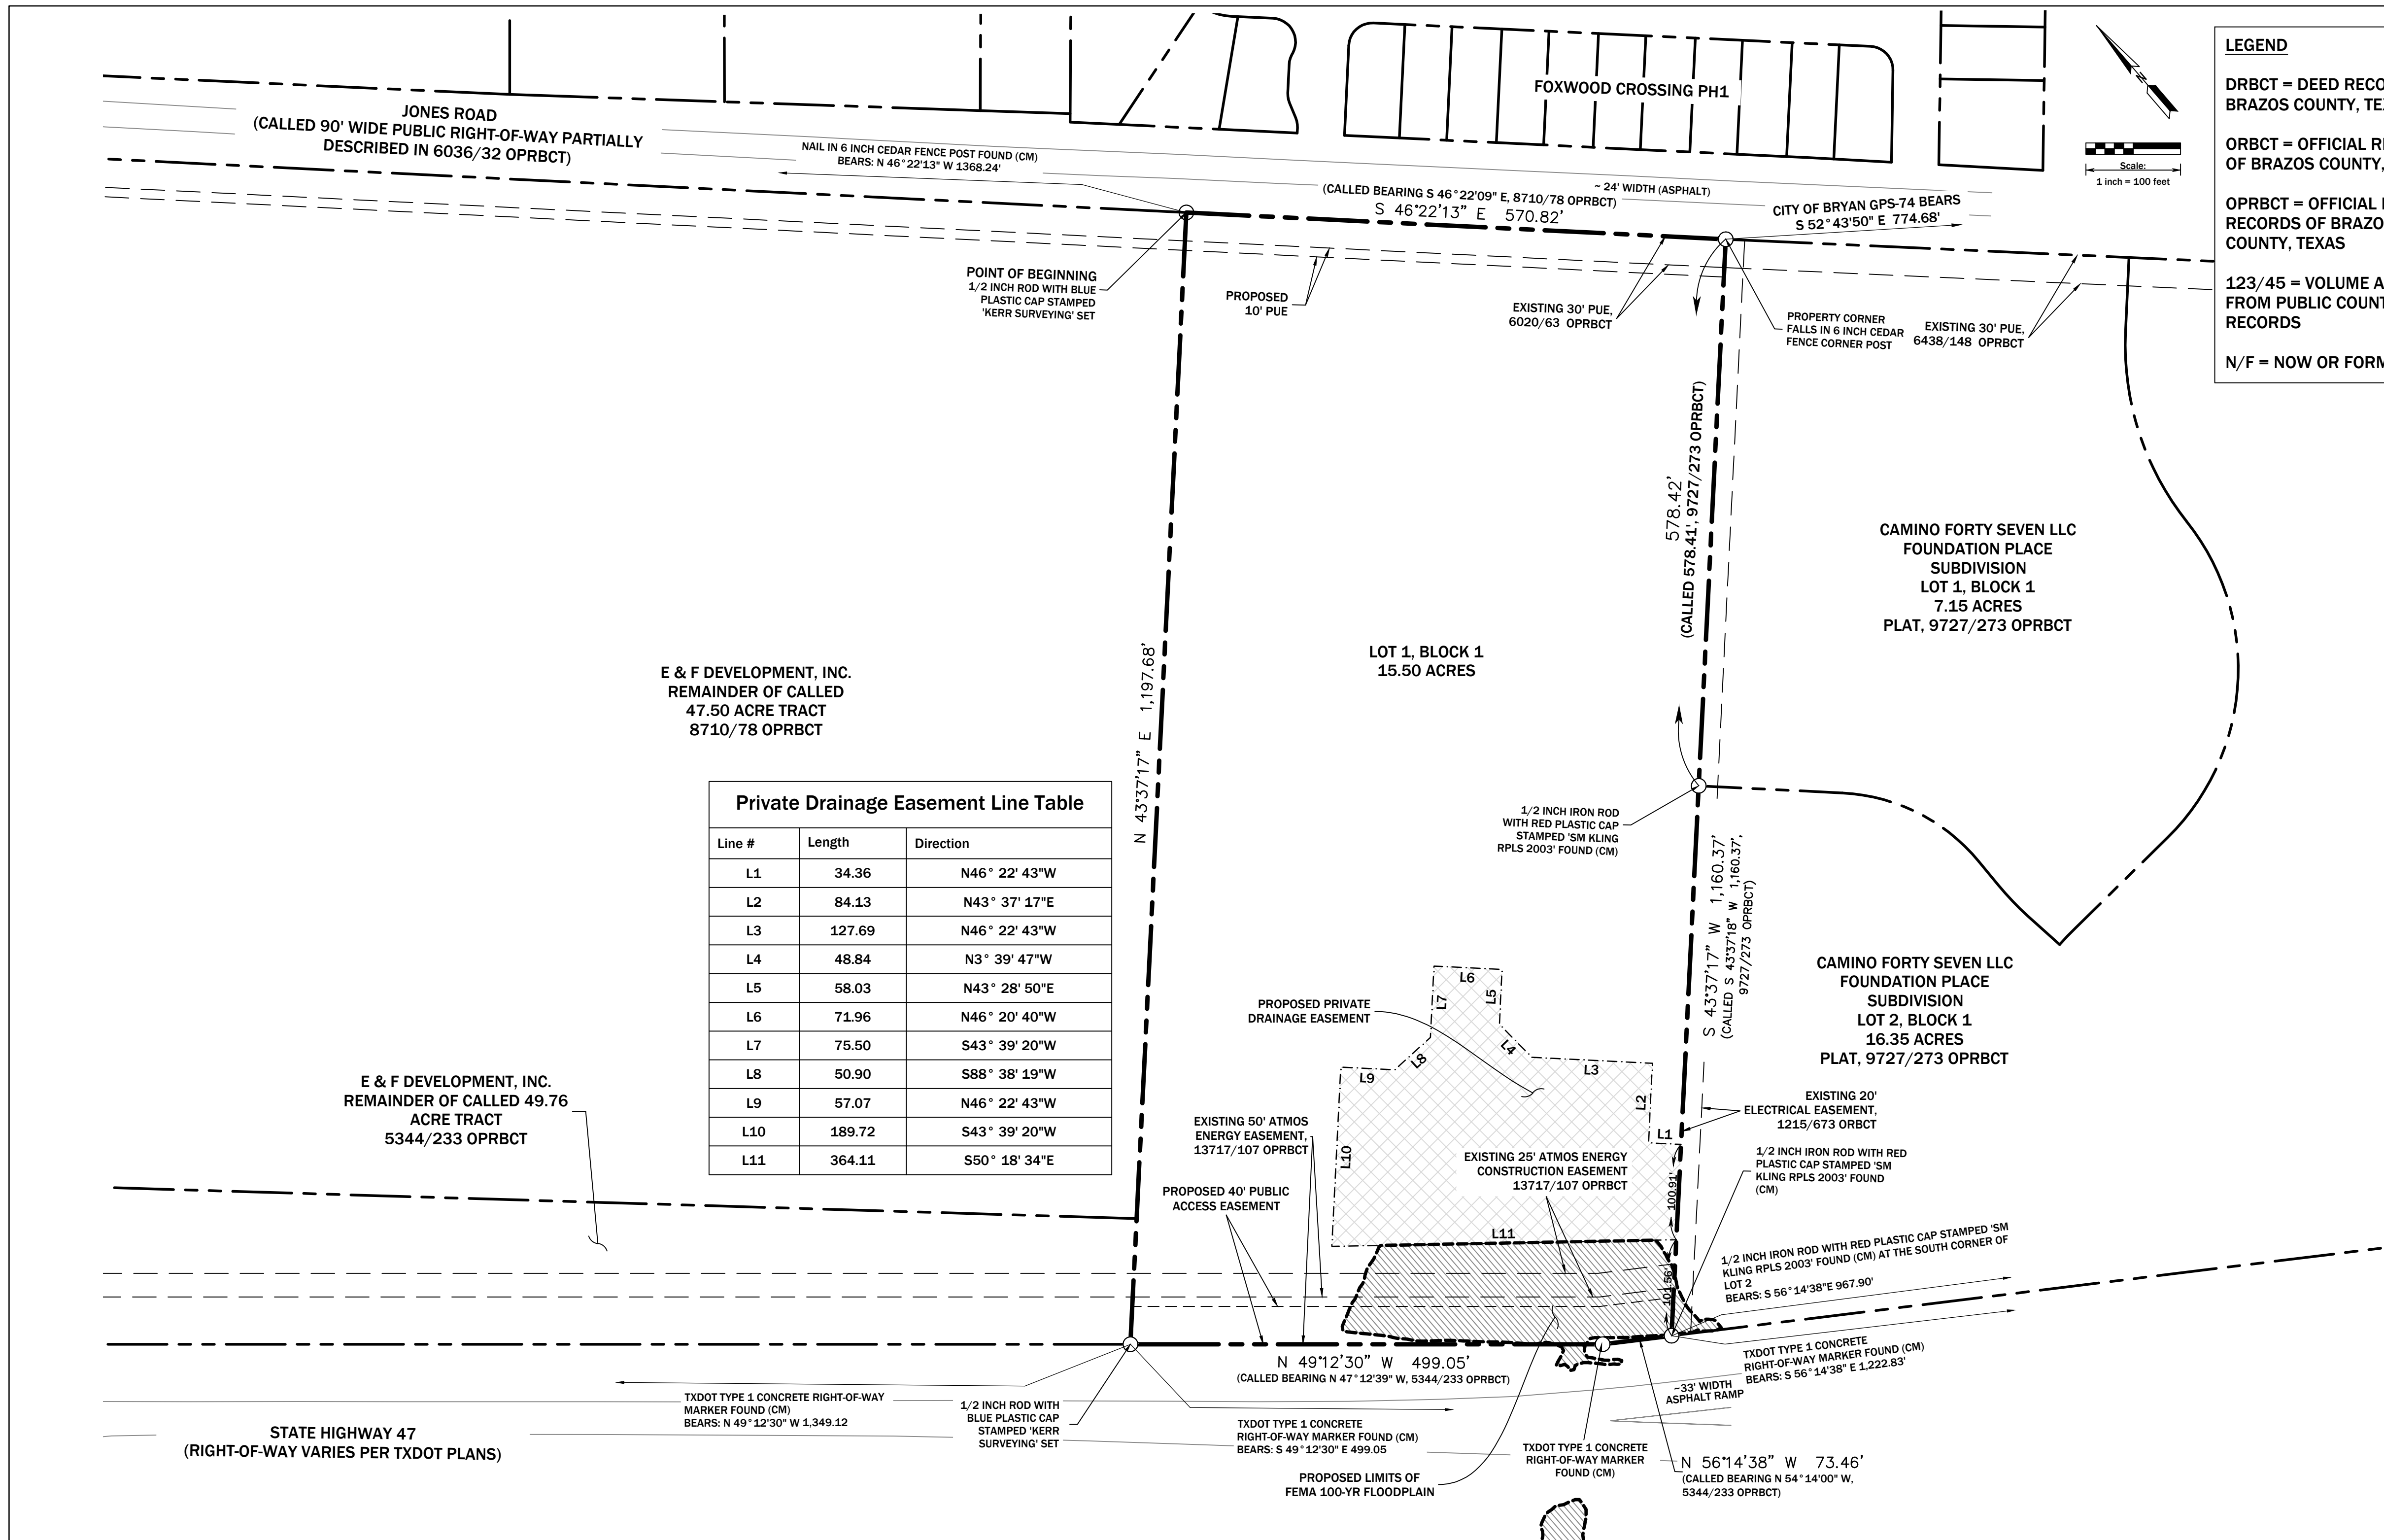 JONES ROAD
(CALLED 90' WIDE PUBLIC RIGHT-OF-WAY PARTIALLY
DESCRIBED IN 6036/32 OPRBCT)
NAIL IN 6 INCH CEDAR FENCE POST FOUND (CM)
BEARS: N 46°22'13" W 1368.24'
FOXWOOD CROSSING PH1
~ 24' WIDTH (ASPHALT)
(CALLED BEARING S 46°22'09" E, 8710/78 OPRBCT)
S 46°22'13" E 570.82'
CITY OF BRYAN GPS-74 BEARS
S 52°43'50" E 774.68'
N
Scale:
1 inch = 100 feet
LEGEND
DRBCT = DEED RECO
BRAZOS COUNTY, TE
ORBCT = OFFICIAL R
OF BRAZOS COUNTY,
OPRBCT = OFFICIAL
RECORDS OF BRAZO
COUNTY, TEXAS
123/45 = VOLUME A
FROM PUBLIC COUNT
RECORDS
N/F = NOW OR FORM
POINT OF BEGINNING
1/2 INCH ROD WITH BLUE
PLASTIC CAP STAMPED
'KERR SURVEYING' SET
PROPOSED
10' PUE
EXISTING 30' PUE,
6020/63 OPRBCT
PROPERTY CORNER
FALLS IN 6 INCH CEDAR
FENCE CORNER POST
EXISTING 30' PUE,
6438/148 OPRBCT
578.42'
(CALLED 578.41', 9727/273 OPRBCT)
CAMINO FORTY SEVEN LLC
FOUNDATION PLACE
SUBDIVISION
LOT 1, BLOCK 1
7.15 ACRES
PLAT, 9727/273 OPRBCT
LOT 1, BLOCK 1
15.50 ACRES
E & F DEVELOPMENT, INC.
REMAINDER OF CALLED
47.50 ACRE TRACT
8710/78 OPRBCT
N 43°37'17" E 1,197.68'
Private Drainage Easement Line Table
Line # Length Direction
L1 34.36 N46° 22' 43"W
L2 84.13 N43° 37' 17"E
L3 127.69 N46° 22' 43"W
L4 48.84 N3° 39' 47"W
L5 58.03 N43° 28' 50"E
L6 71.96 N46° 20' 40"W
L7 75.50 S43° 39' 20"W
L8 50.90 S88° 38' 19"W
L9 57.07 N46° 22' 43"W
L10 189.72 S43° 39' 20"W
L11 364.11 S50° 18' 34"E
1/2 INCH IRON ROD
WITH RED PLASTIC CAP
STAMPED 'SM KLING
RPLS 2003' FOUND (CM)
S 43°37'17" W 1,160.37'
(CALLED S 43°37'18" W 1,160.37',
9727/273 OPRBCT)
CAMINO FORTY SEVEN LLC
FOUNDATION PLACE
SUBDIVISION
LOT 2, BLOCK 1
16.35 ACRES
PLAT, 9727/273 OPRBCT
PROPOSED PRIVATE
DRAINAGE EASEMENT
L6
L7
L5
L4
L8
L9
L3
L2
L1
L10
L11
E & F DEVELOPMENT, INC.
REMAINDER OF CALLED 49.76
ACRE TRACT
5344/233 OPRBCT
EXISTING 50' ATMOS
ENERGY EASEMENT,
13717/107 OPRBCT
EXISTING 25' ATMOS ENERGY
CONSTRUCTION EASEMENT
13717/107 OPRBCT
PROPOSED 40' PUBLIC
ACCESS EASEMENT
100.91'
EXISTING 20'
ELECTRICAL EASEMENT,
1215/673 ORBCT
1/2 INCH IRON ROD WITH RED
PLASTIC CAP STAMPED 'SM
KLING RPLS 2003' FOUND
(CM)
1/2 INCH IRON ROD WITH RED PLASTIC CAP STAMPED 'SM
KLING RPLS 2003' FOUND (CM) AT THE SOUTH CORNER OF
LOT 2
BEARS: S 56°14'38"E 967.90'
TXDOT TYPE 1 CONCRETE
RIGHT-OF-WAY MARKER FOUND (CM)
BEARS: S 56°14'38" E 1,222.83'
~33' WIDTH
ASPHALT RAMP
N 49°12'30" W 499.05'
(CALLED BEARING N 47°12'39" W, 5344/233 OPRBCT)
TXDOT TYPE 1 CONCRETE RIGHT-OF-WAY
MARKER FOUND (CM)
BEARS: N 49°12'30" W 1,349.12
1/2 INCH ROD WITH
BLUE PLASTIC CAP
STAMPED 'KERR
SURVEYING' SET
TXDOT TYPE 1 CONCRETE
RIGHT-OF-WAY MARKER FOUND (CM)
BEARS: S 49°12'30" E 499.05
STATE HIGHWAY 47
(RIGHT-OF-WAY VARIES PER TXDOT PLANS)
PROPOSED LIMITS OF
FEMA 100-YR FLOODPLAIN
TXDOT TYPE 1 CONCRETE
RIGHT-OF-WAY MARKER
FOUND (CM)
N 56°14'38" W 73.46'
(CALLED BEARING N 54°14'00" W,
5344/233 OPRBCT)